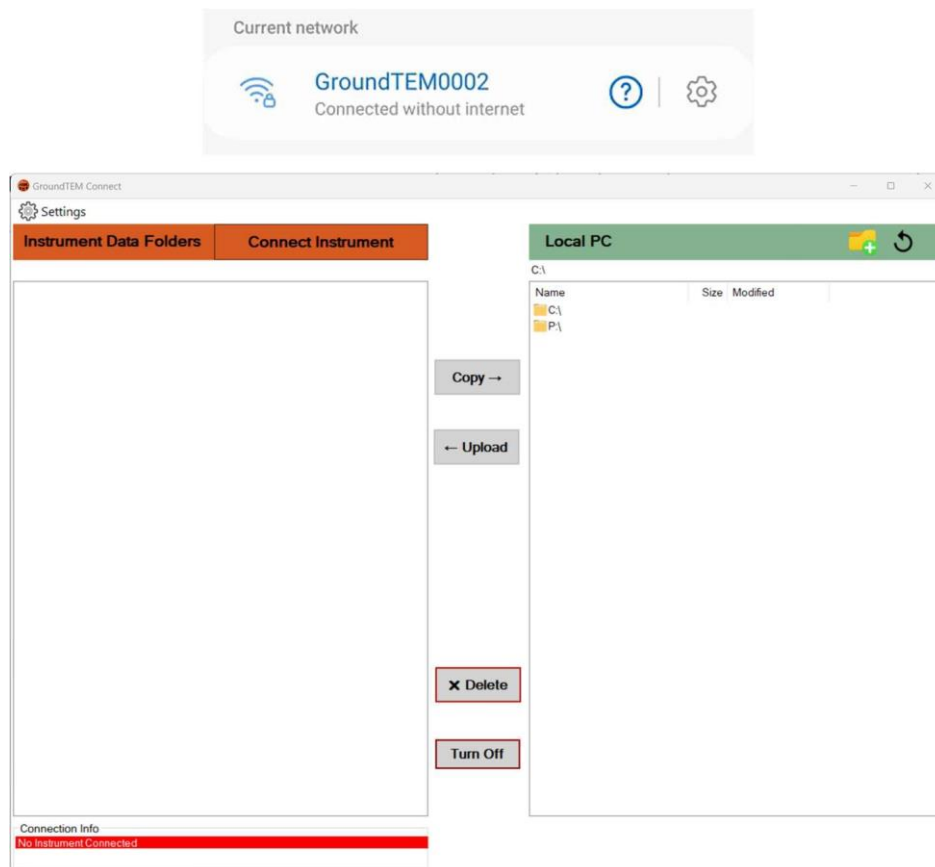 Current network
GroundTEM0002
Connected without internet
GroundTEM Connect
Settings
Instrument Data Folders
Connect Instrument
Local PC
C:\
Name Size Modified
C:\
P:\
Copy →
← Upload
✕ Delete
Turn Off
Connection Info
No Instrument Connected